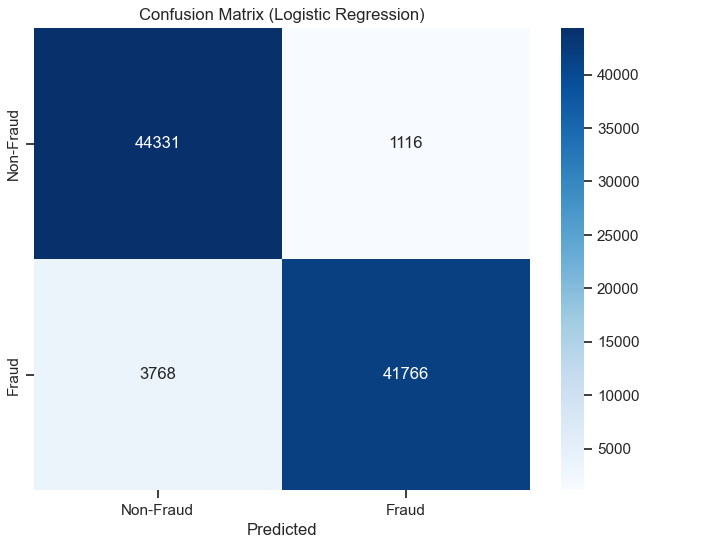 Confusion Matrix (Logistic Regression)
Non-Fraud
44331
1116
Fraud
3768
41766
Non-Fraud
Fraud
Predicted
40000
35000
30000
25000
20000
15000
10000
5000